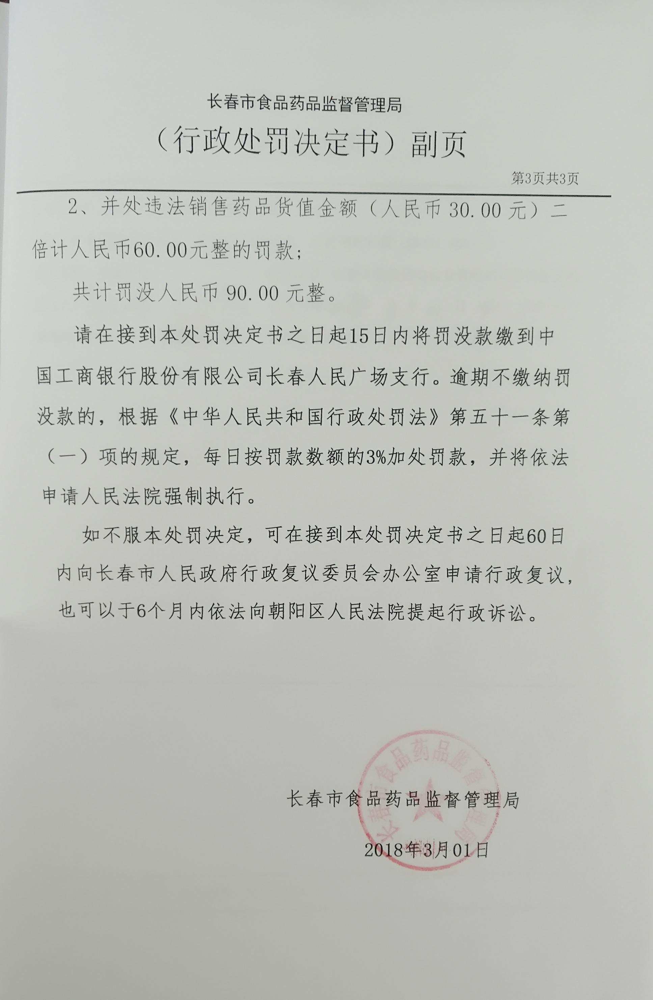 长春市食品药品监督管理局
（行政处罚决定书）副页
第3页共3页
2、并处违法销售药品货值金额（人民币 30.00 元）二
倍计人民币60.00元整的罚款；
共计罚没人民币 90.00 元整。
请在接到本处罚决定书之日起15日内将罚没款缴到中
国工商银行股份有限公司长春人民广场支行。逾期不缴纳罚
没款的，根据《中华人民共和国行政处罚法》第五十一条第
（一）项的规定，每日按罚款数额的3%加处罚款，并将依法
申请人民法院强制执行。
如不服本处罚决定，可在接到本处罚决定书之日起60日
内向长春市人民政府行政复议委员会办公室申请行政复议，
也可以于6个月内依法向朝阳区人民法院提起行政诉讼。
长春市食品药品监督管理局
长春市食品药品监督管理局
2018年3月01日